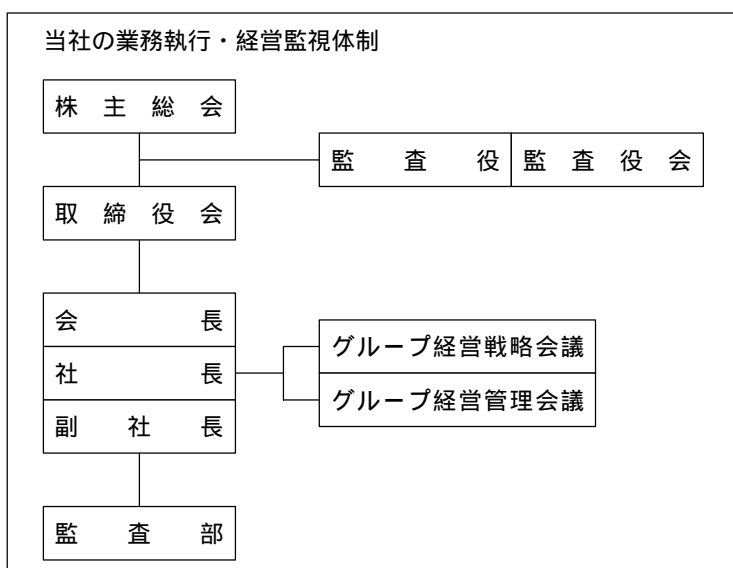 当社の業務執行・経営監視体制
株主総会
監査役 監査役会
取締役会
会長
グループ経営戦略会議
社長
グループ経営管理会議
副社長
監査部